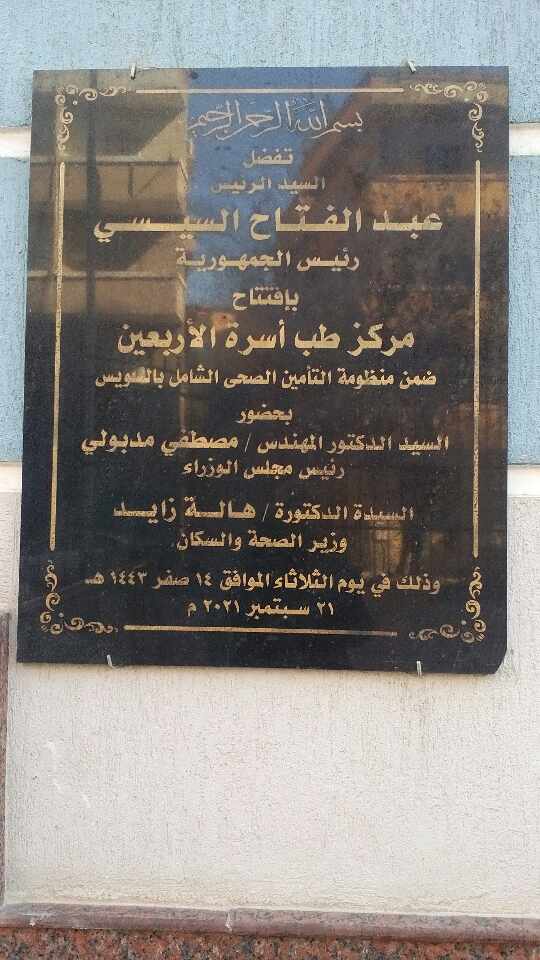 بسم الله الرحمن الرحيم
تفضل
السيد الرئيس
عبد الفتاح السيسي
رئيس الجمهورية
بإفتتاح
مركز طب أسرة الأربعين
ضمن منظومة التأمين الصحى الشامل بالسويس
بحضور
السيد الدكتور المهندس / مصطفي مدبولي
رئيس مجلس الوزراء
السيدة الدكتورة / هالة زايد
وزير الصحة والسكان
وذلك في يوم الثلاثاء الموافق ١٤ صفر ١٤٤٣ هـ
٢١ سبتمبر ٢٠٢١ م